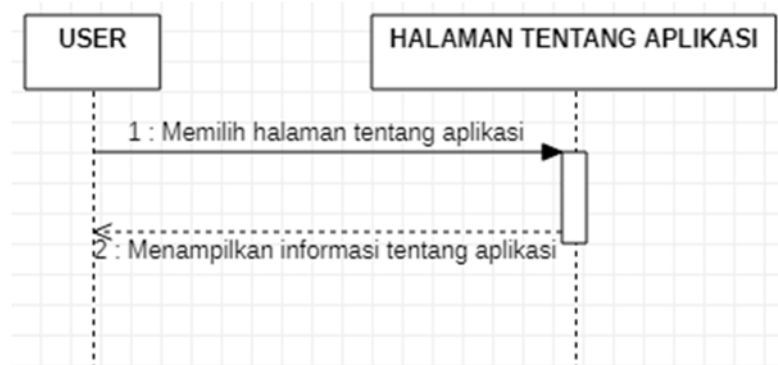 USER
HALAMAN TENTANG APLIKASI
1 : Memilih halaman tentang aplikasi
2 : Menampilkan informasi tentang aplikasi